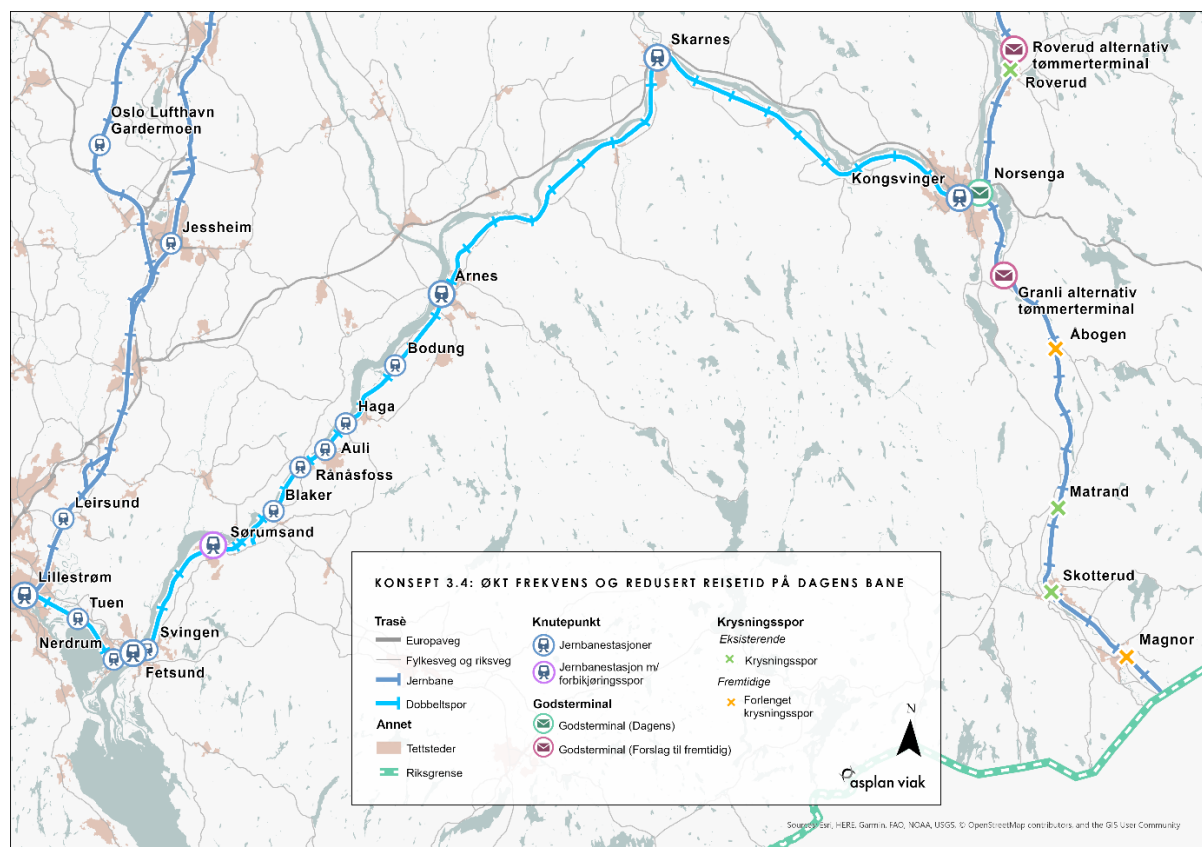 Skarnes
Roverud alternativ
tømmerterminal
Roverud
Oslo Lufthavn
Gardermoen
Kongsvinger
Norsenga
Jessheim
Årnes
Granli alternativ
tømmerterminal
Åbogen
Bodung
Haga
Auli
Rånåsfoss
Blaker
Leirsund
Matrand
Sørumsand
Lillestrøm
Tuen
Skotterud
Svingen
Nerdrum
Fetsund
Magnor
KONSEPT 3.4: ØKT FREKVENS OG REDUSERT REISETID PÅ DAGENS BANE
Trasè
Europaveg
Fylkesveg og riksveg
Jernbane
Dobbeltspor
Annet
Tettsteder
Riksgrense
Knutepunkt
Jernbanestasjoner
Jernbanestasjon m/
forbikjøringsspor
Godsterminal
Godsterminal (Dagens)
Godsterminal (Forslag til fremtidig)
Krysningsspor
Eksisterende
Krysningsspor
Fremtidige
Forlenget
krysningsspor
N
asplan viak
Sources: Esri, HERE, Garmin, FAO, NOAA, USGS, © OpenStreetMap contributors, and the GIS User Community